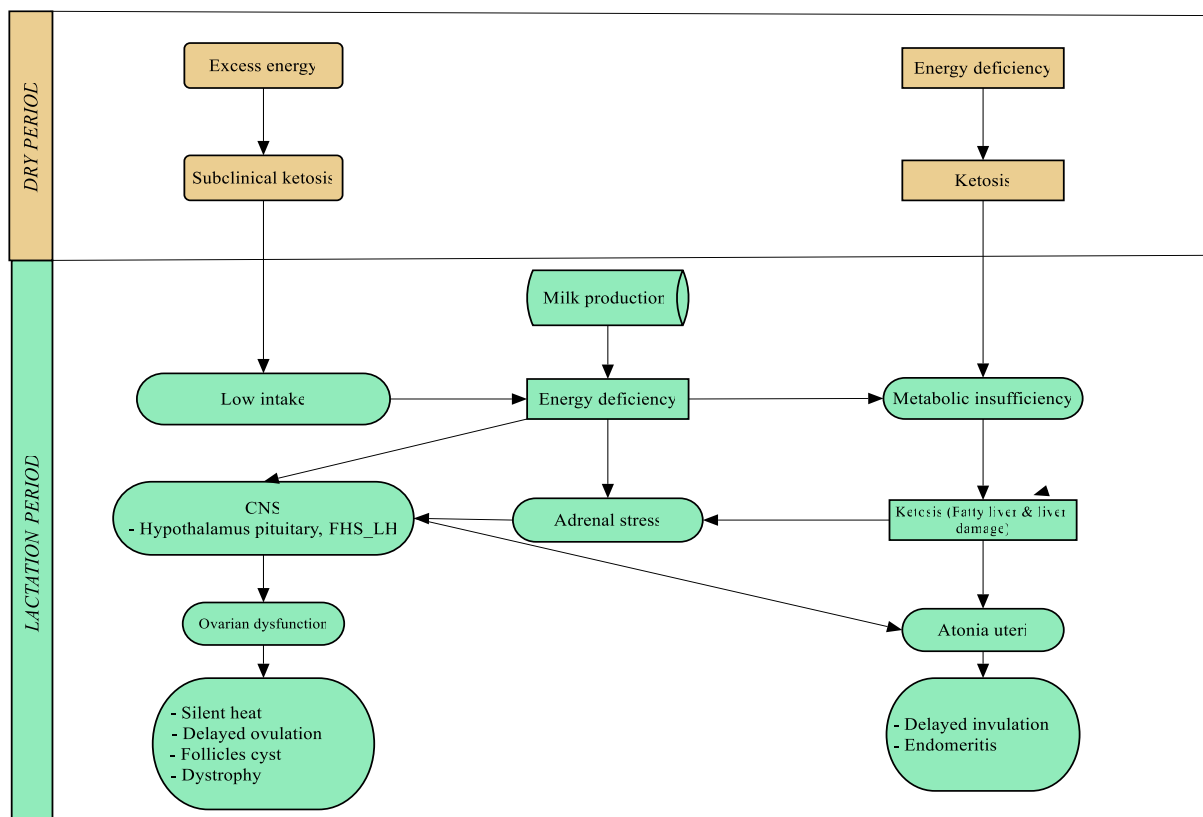 DRY PERIOD
Excess energy
Energy deficiency
Subclinical ketosis
Ketosis
LACTATION PERIOD
Milk production
Low intake
Energy deficiency
Metabolic insufficiency
CNS
- Hypothalamus pituitary, FHS_LH
Adrenal stress
Ketosis (Fatty liver & liver
damage)
Ovarian dysfunction
Atonia uteri
- Silent heat
- Delayed ovulation
- Follicles cyst
- Dystrophy
- Delayed invulation
- Endomeritis